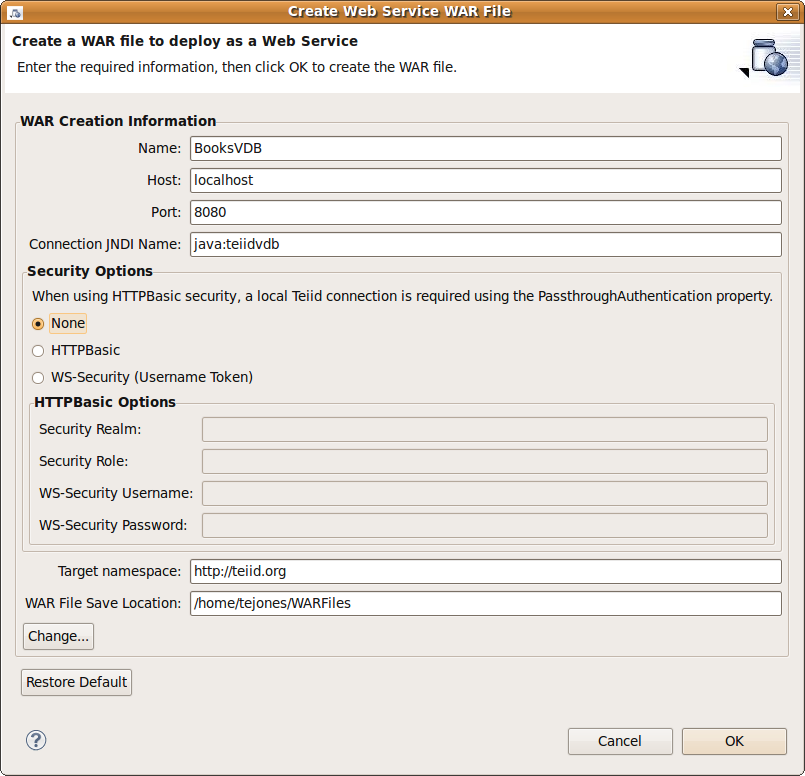 Create Web Service WAR File
Create a WAR file to deploy as a Web Service
Enter the required information, then click OK to create the WAR file.
WAR Creation Information
Name: BooksVDB
Host: localhost
Port: 8080
Connection JNDI Name: java:teiidvdb
Security Options
When using HTTPBasic security, a local Teiid connection is required using the PassthroughAuthentication property.
None
HTTPBasic
WS-Security (Username Token)
HTTPBasic Options
Security Realm:
Security Role:
WS-Security Username:
WS-Security Password:
Target namespace: http://teiid.org
WAR File Save Location: /home/tejones/WARFiles
Change...
Restore Default
? Cancel OK